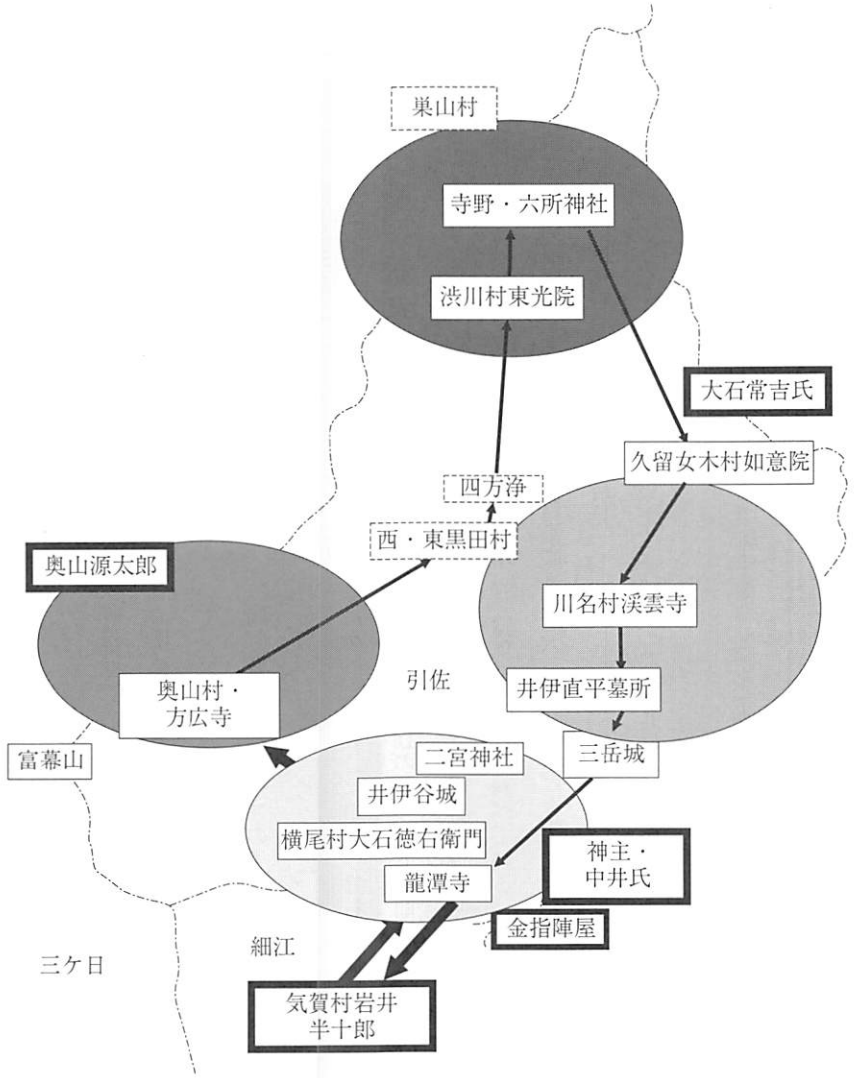 巣山村
寺野・六所神社
渋川村東光院
大石常吉氏
久留女木村如意院
四方浄
西・東黒田村
奥山源太郎
川名村渓雲寺
引佐
井伊直平墓所
奥山村・
方広寺
三岳城
富幕山
二宮神社
井伊谷城
横尾村大石徳右衛門
神主・
中井氏
龍潭寺
金指陣屋
細江
三ケ日
気賀村岩井
半十郎